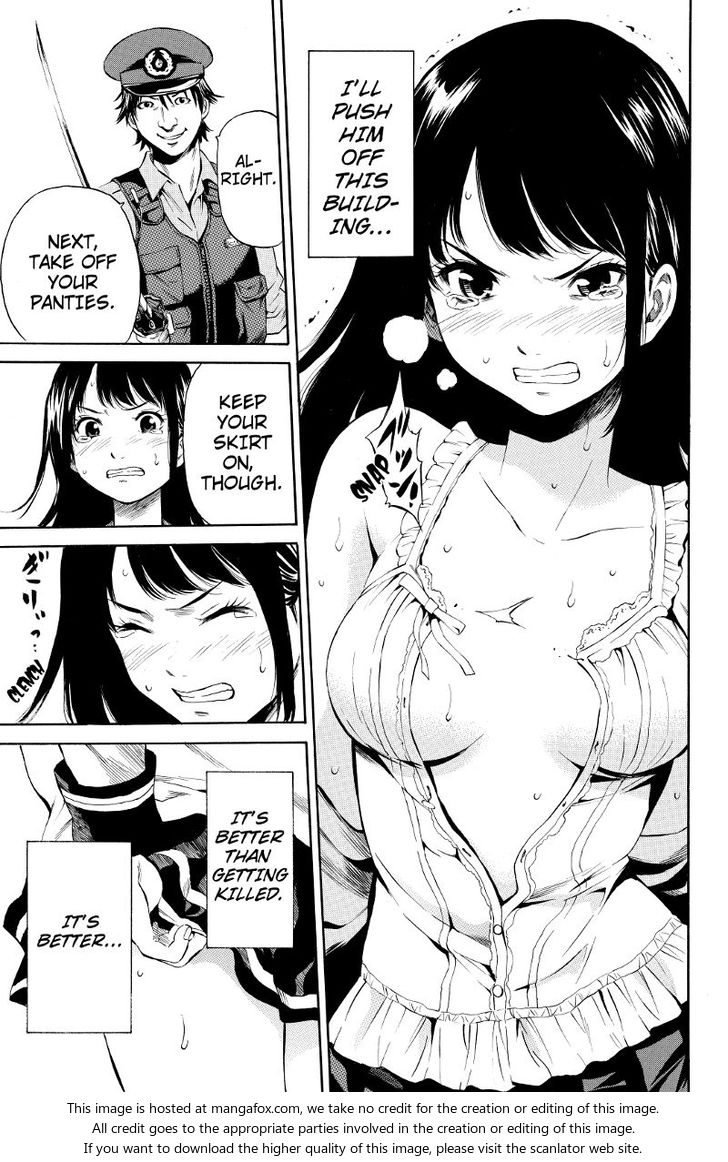 I'LL
PUSH
HIM
OFF
THIS
BUILD-
ING...
SNAP
AL-
RIGHT.
NEXT,
TAKE OFF
YOUR
PANTIES.
KEEP
YOUR
SKIRT
ON,
THOUGH.
CLENCH
IT'S
BETTER
THAN
GETTING
KILLED.
IT'S
BETTER...
This image is hosted at mangafox.com, we take no credit for the creation or editing of this image.
All credit goes to the appropriate parties involved in the creation or editing of this image.
If you want to download the higher quality of this image, please visit the scanlator web site.